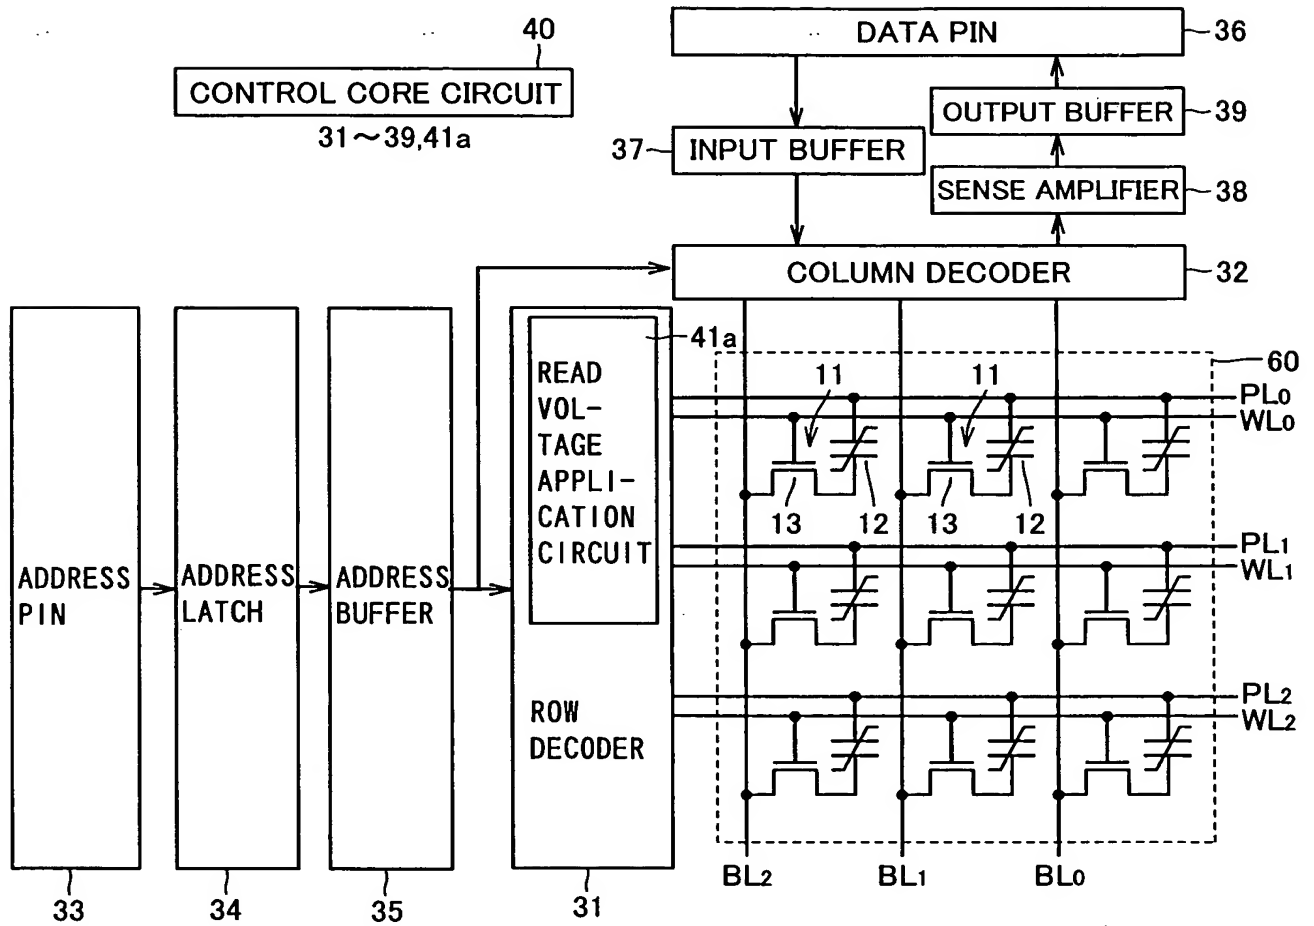 40
CONTROL CORE CIRCUIT
31～39,41a
DATA PIN
36
OUTPUT BUFFER
39
37
INPUT BUFFER
SENSE AMPLIFIER
38
COLUMN DECODER
32
41a
60
READ
VOL-
TAGE
APPLI-
CATION
CIRCUIT
11
11
PL0
WL0
13
12
13
12
PL1
WL1
ADDRESS
PIN
ADDRESS
LATCH
ADDRESS
BUFFER
ROW
DECODER
PL2
WL2
BL2
BL1
BL0
33
34
35
31